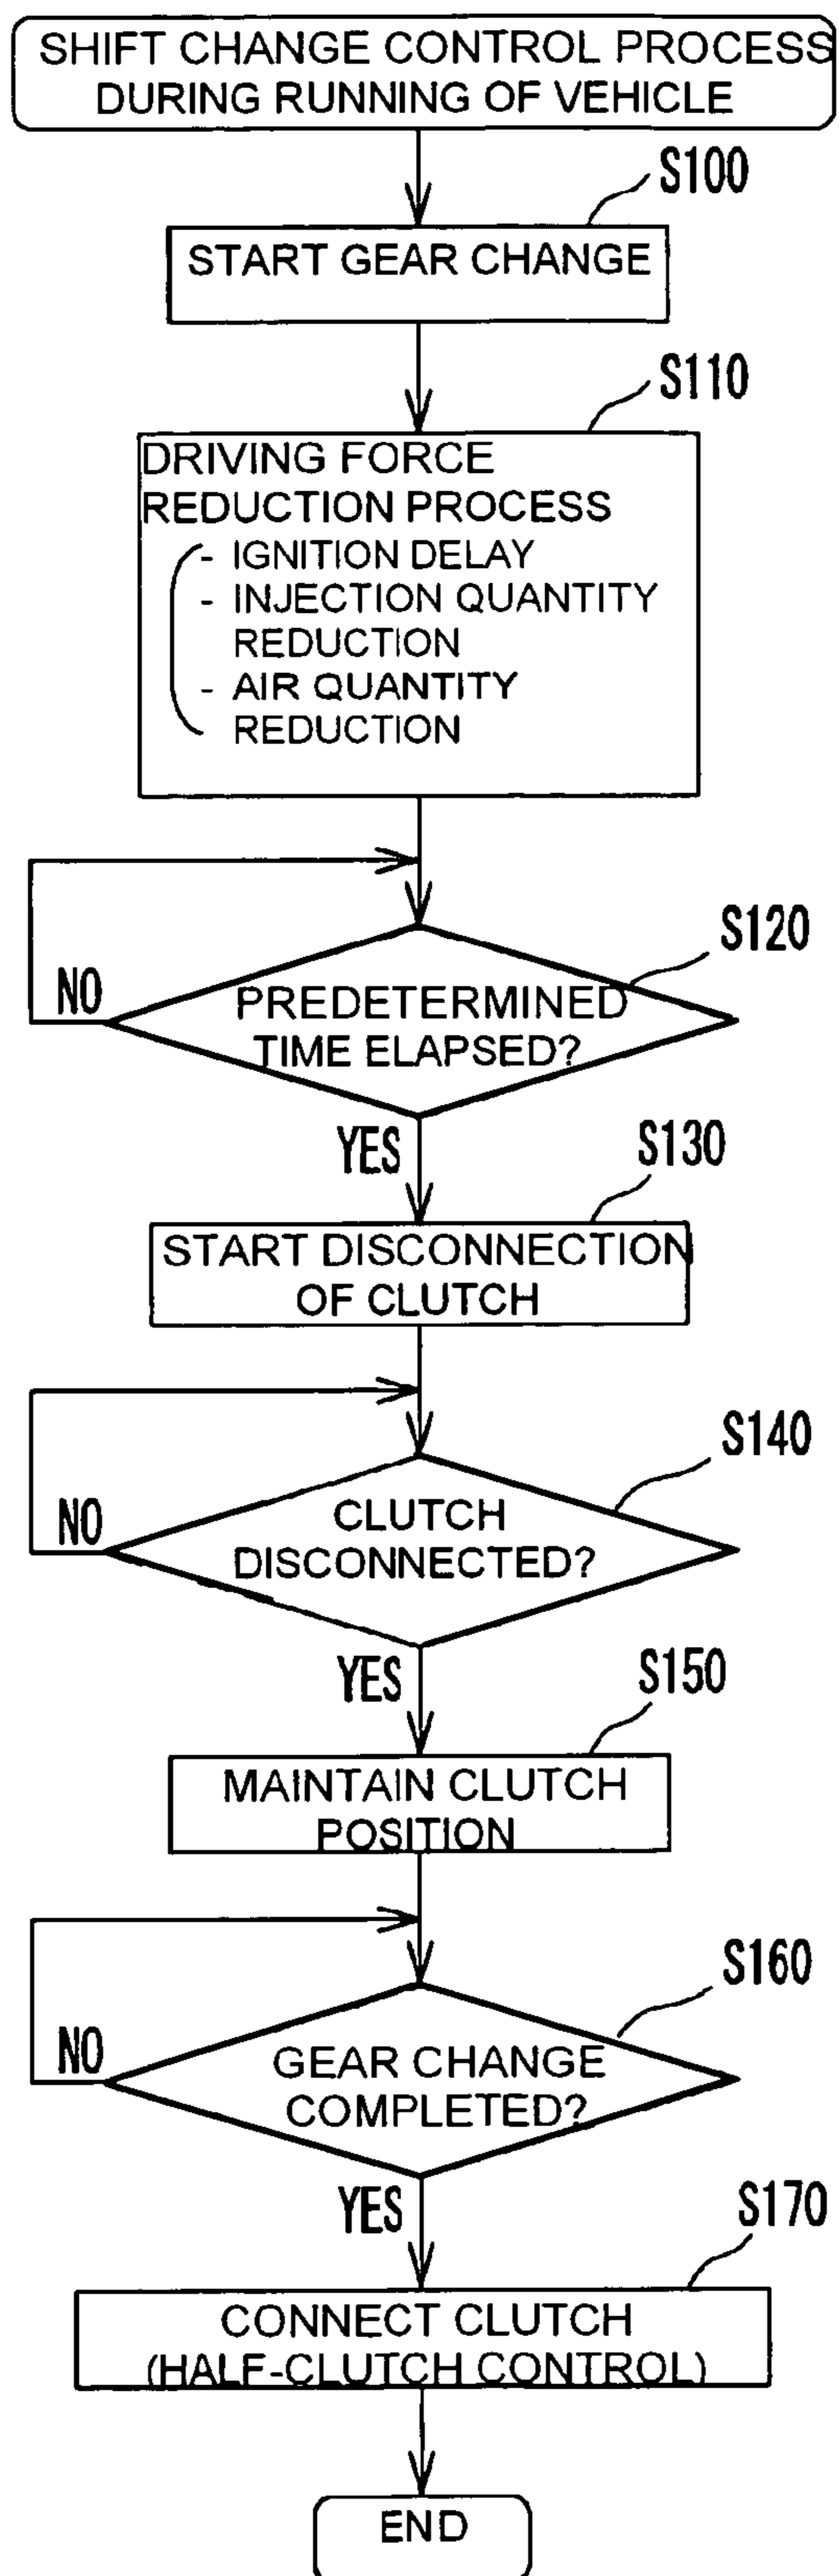 SHIFT CHANGE CONTROL PROCESS
DURING RUNNING OF VEHICLE
S100
START GEAR CHANGE
S110
DRIVING FORCE
REDUCTION PROCESS
- IGNITION DELAY
- INJECTION QUANTITY
REDUCTION
- AIR QUANTITY
REDUCTION
S120
NO
PREDETERMINED
TIME ELAPSED?
YES
S130
START DISCONNECTION
OF CLUTCH
S140
NO
CLUTCH
DISCONNECTED?
YES
S150
MAINTAIN CLUTCH
POSITION
S160
NO
GEAR CHANGE
COMPLETED?
YES
S170
CONNECT CLUTCH
(HALF-CLUTCH CONTROL)
END